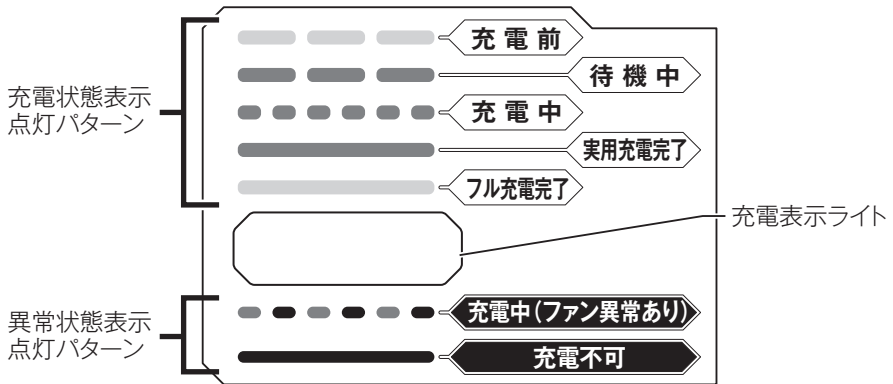 充電前
待機中
充電状態表示
点灯パターン
充電中
実用充電完了
フル充電完了
充電表示ライト
充電中(ファン異常あり)
異常状態表示
点灯パターン
充電不可